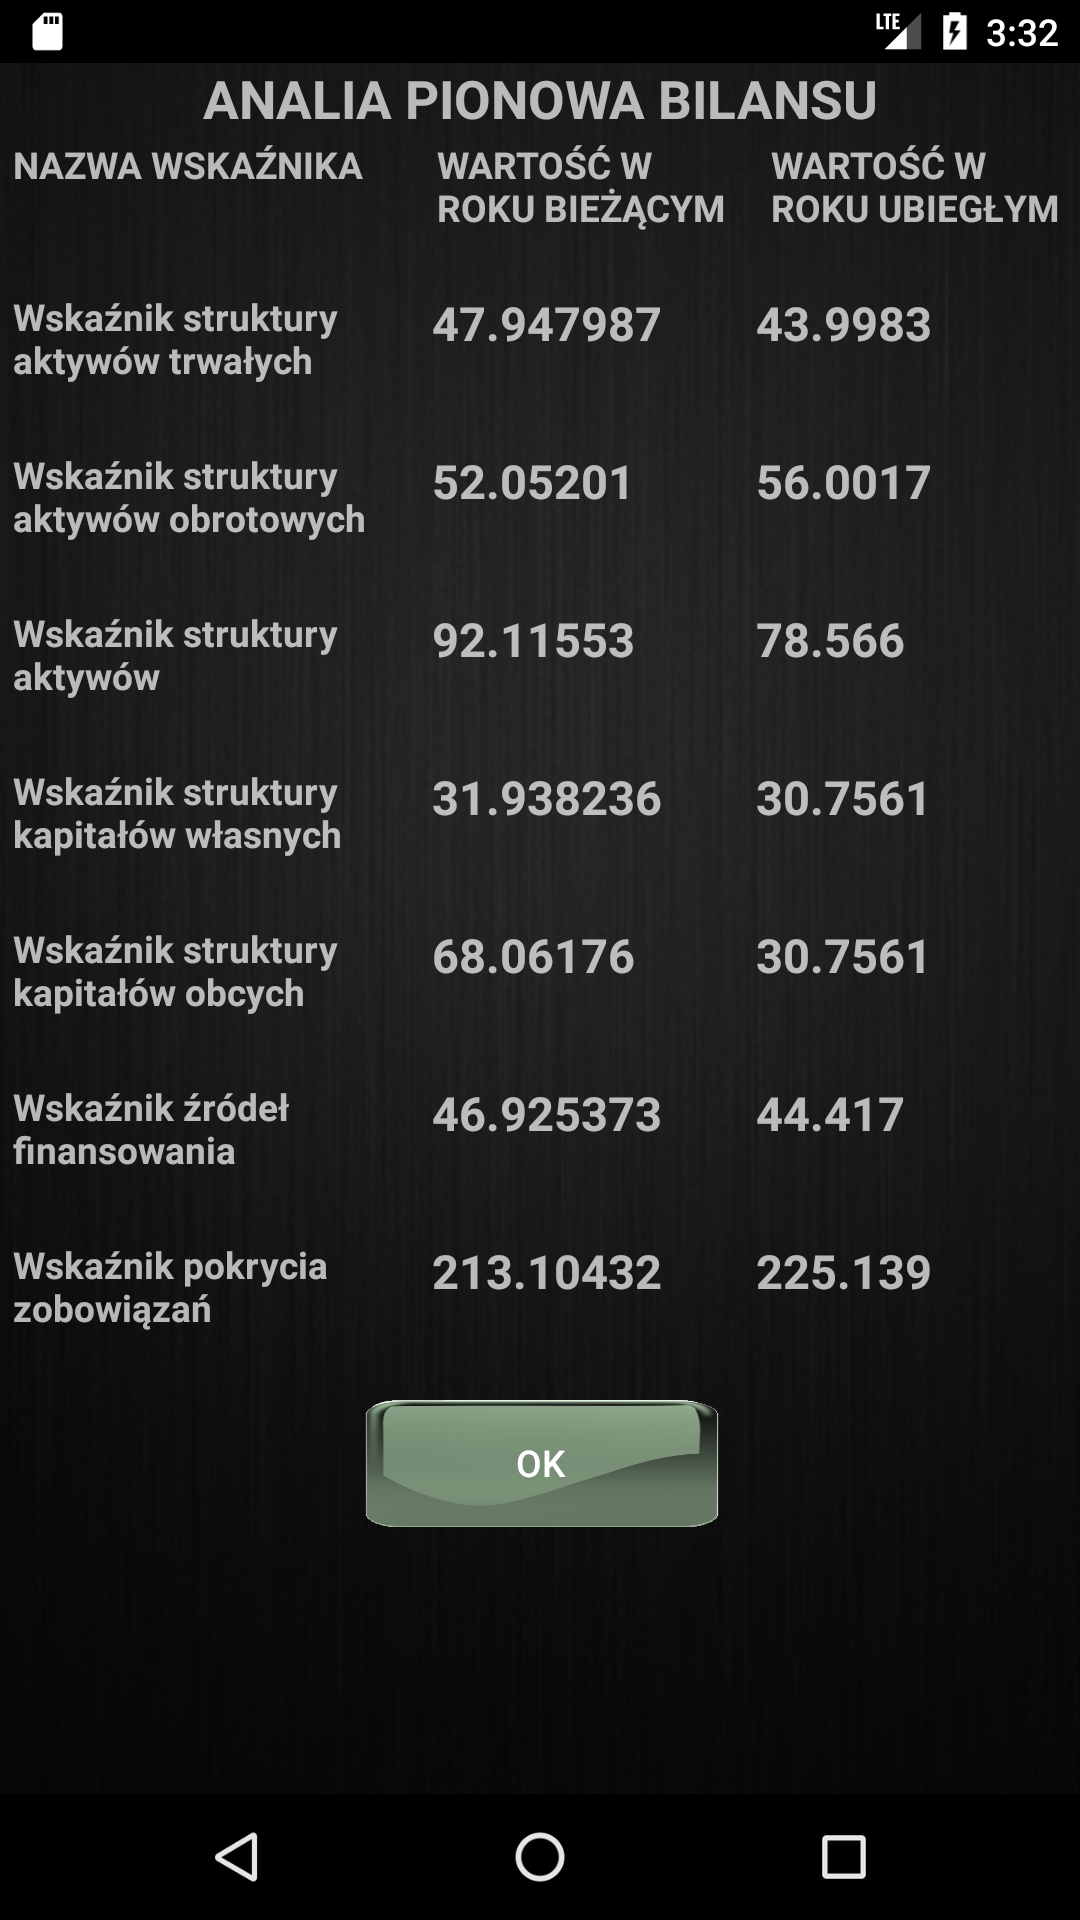 LTE 3:32
ANALIA PIONOWA BILANSU
NAZWA WSKAŹNIKA WARTOŚĆ W WARTOŚĆ W
ROKU BIEŻĄCYM ROKU UBIEGŁYM
Wskaźnik struktury 47.947987 43.9983
aktywów trwałych
Wskaźnik struktury 52.05201 56.0017
aktywów obrotowych
Wskaźnik struktury 92.11553 78.566
aktywów
Wskaźnik struktury 31.938236 30.7561
kapitałów własnych
Wskaźnik struktury 68.06176 30.7561
kapitałów obcych
Wskaźnik źródeł 46.925373 44.417
finansowania
Wskaźnik pokrycia 213.10432 225.139
zobowiązań
OK